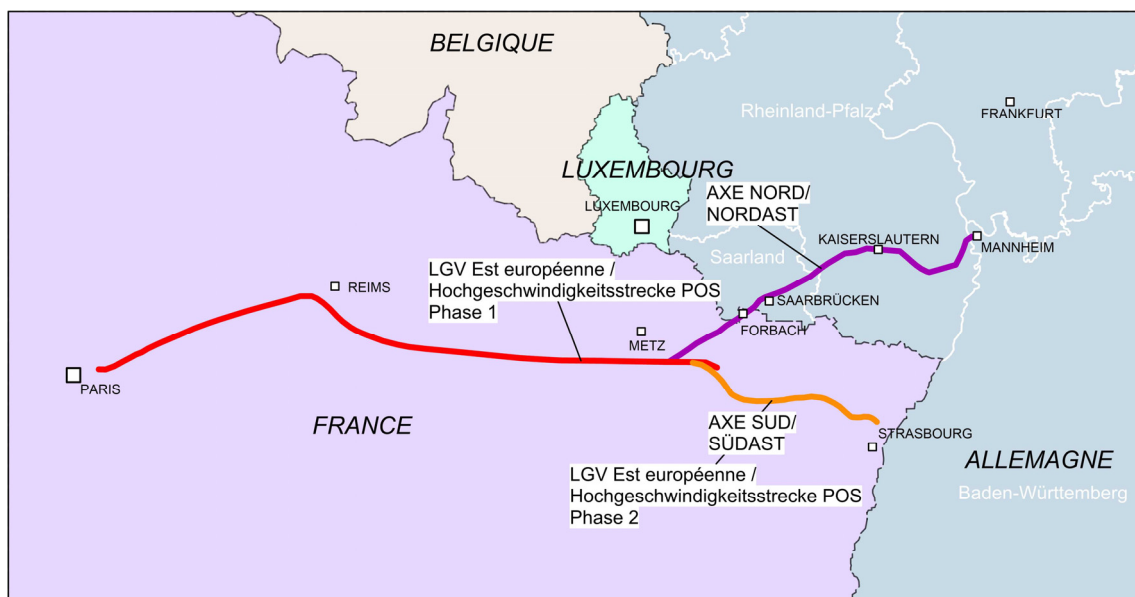 BELGIQUE
FRANKFURT
Rheinland-Pfalz
LUXEMBOURG
AXE NORD/
NORDAST
LUXEMBOURG
KAISERSLAUTERN
MANNHEIM
Saarland
LGV Est européenne /
Hochgeschwindigkeitsstrecke POS
Phase 1
REIMS
SAARBRÜCKEN
FORBACH
METZ
PARIS
FRANCE
AXE SUD/
SÜDAST
STRASBOURG
ALLEMAGNE
LGV Est européenne /
Hochgeschwindigkeitsstrecke POS
Phase 2
Baden-Württemberg